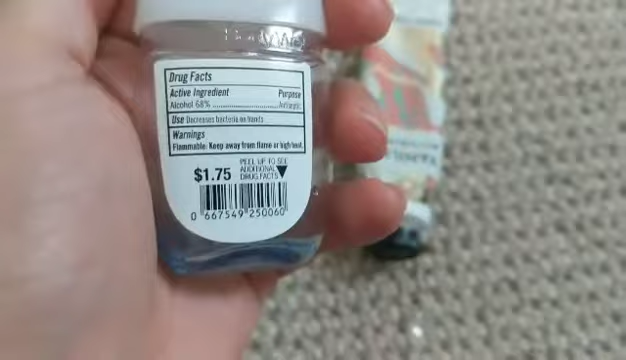 Drug Facts
Active Ingredient Purpose
Alcohol 68% Antiseptic
Use Decreases bacteria on hands
Warnings
Flammable: Keep away from flame or high heat.
$1.75
PEEL UP TO SEE
ADDITIONAL
DRUG FACTS
0 667549 250060